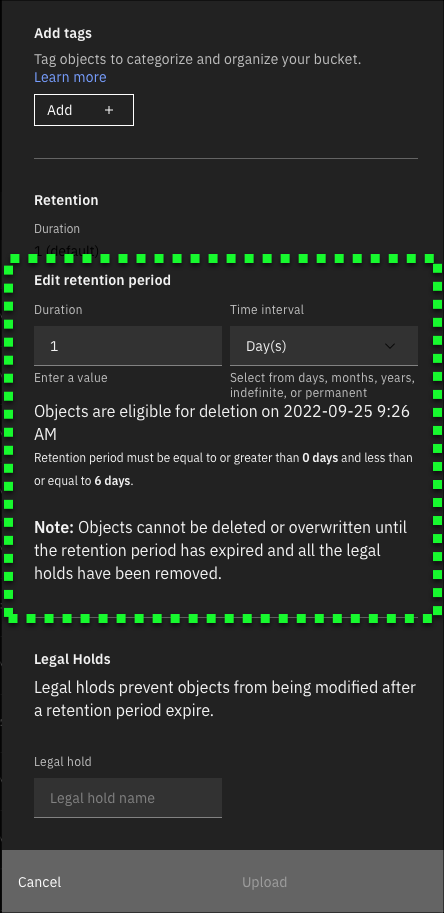 Add tags
Tag objects to categorize and organize your bucket.
Learn more
Add +
Retention
Duration
1 (default)
Edit retention period
Duration Time interval
1 Day(s)
Enter a value Select from days, months, years,
indefinite, or permanent
Objects are eligible for deletion on 2022-09-25 9:26
AM
Retention period must be equal to or greater than 0 days and less than
or equal to 6 days.
Note: Objects cannot be deleted or overwritten until
the retention period has expired and all the legal
holds have been removed.
Legal Holds
Legal hlods prevent objects from being modified after
a retention period expire.
Legal hold
Legal hold name
Cancel Upload